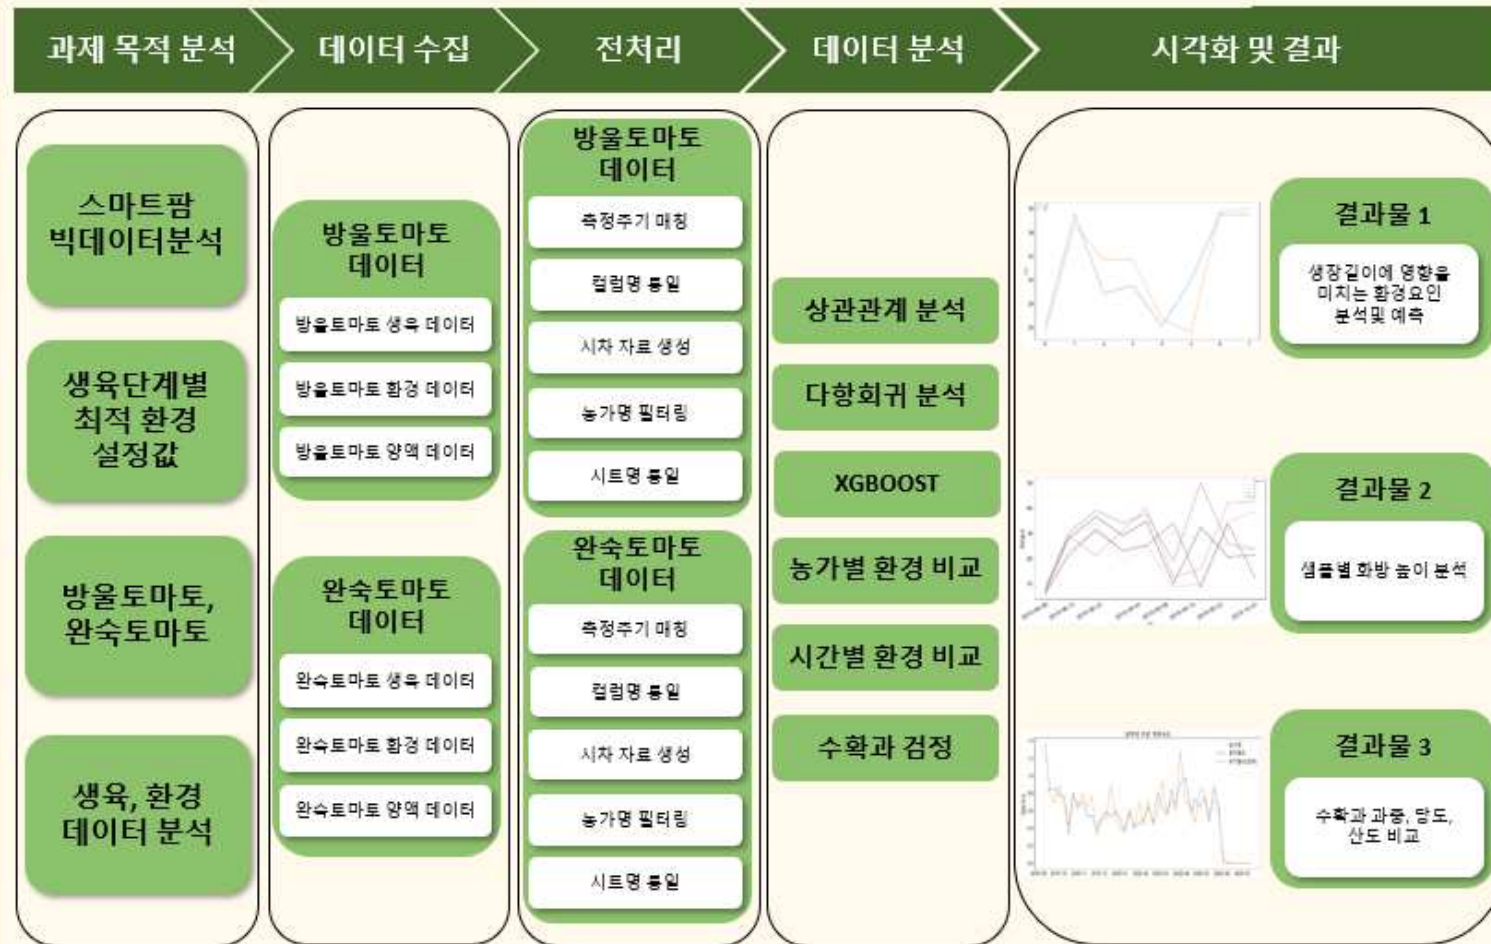 과제 목적 분석
데이터 수집
전처리
데이터 분석
시각화 및 결과
스마트팜
빅데이터분석
생육단계별
최적 환경
설정값
방울토마토,
완숙토마토
생육, 환경
데이터 분석
방울토마토
데이터
방울토마토 생육 데이터
방울토마토 환경 데이터
방울토마토 양액 데이터
완숙토마토
데이터
완숙토마토 생육 데이터
완숙토마토 환경 데이터
완숙토마토 양액 데이터
방울토마토
데이터
측정주기 매칭
컬럼명 통일
시차 자료 생성
농가명 필터링
시트명 통일
완숙토마토
데이터
측정주기 매칭
컬럼명 통일
시차 자료 생성
농가명 필터링
시트명 통일
상관관계 분석
다항회귀 분석
XGBOOST
농가별 환경 비교
시간별 환경 비교
수확과 검정
결과물 1
생장길이에 영향을
미치는 환경요인
분석및 예측
결과물 2
샘플별 화방 높이 분석
결과물 3
수확과 과중, 당도,
산도 비교